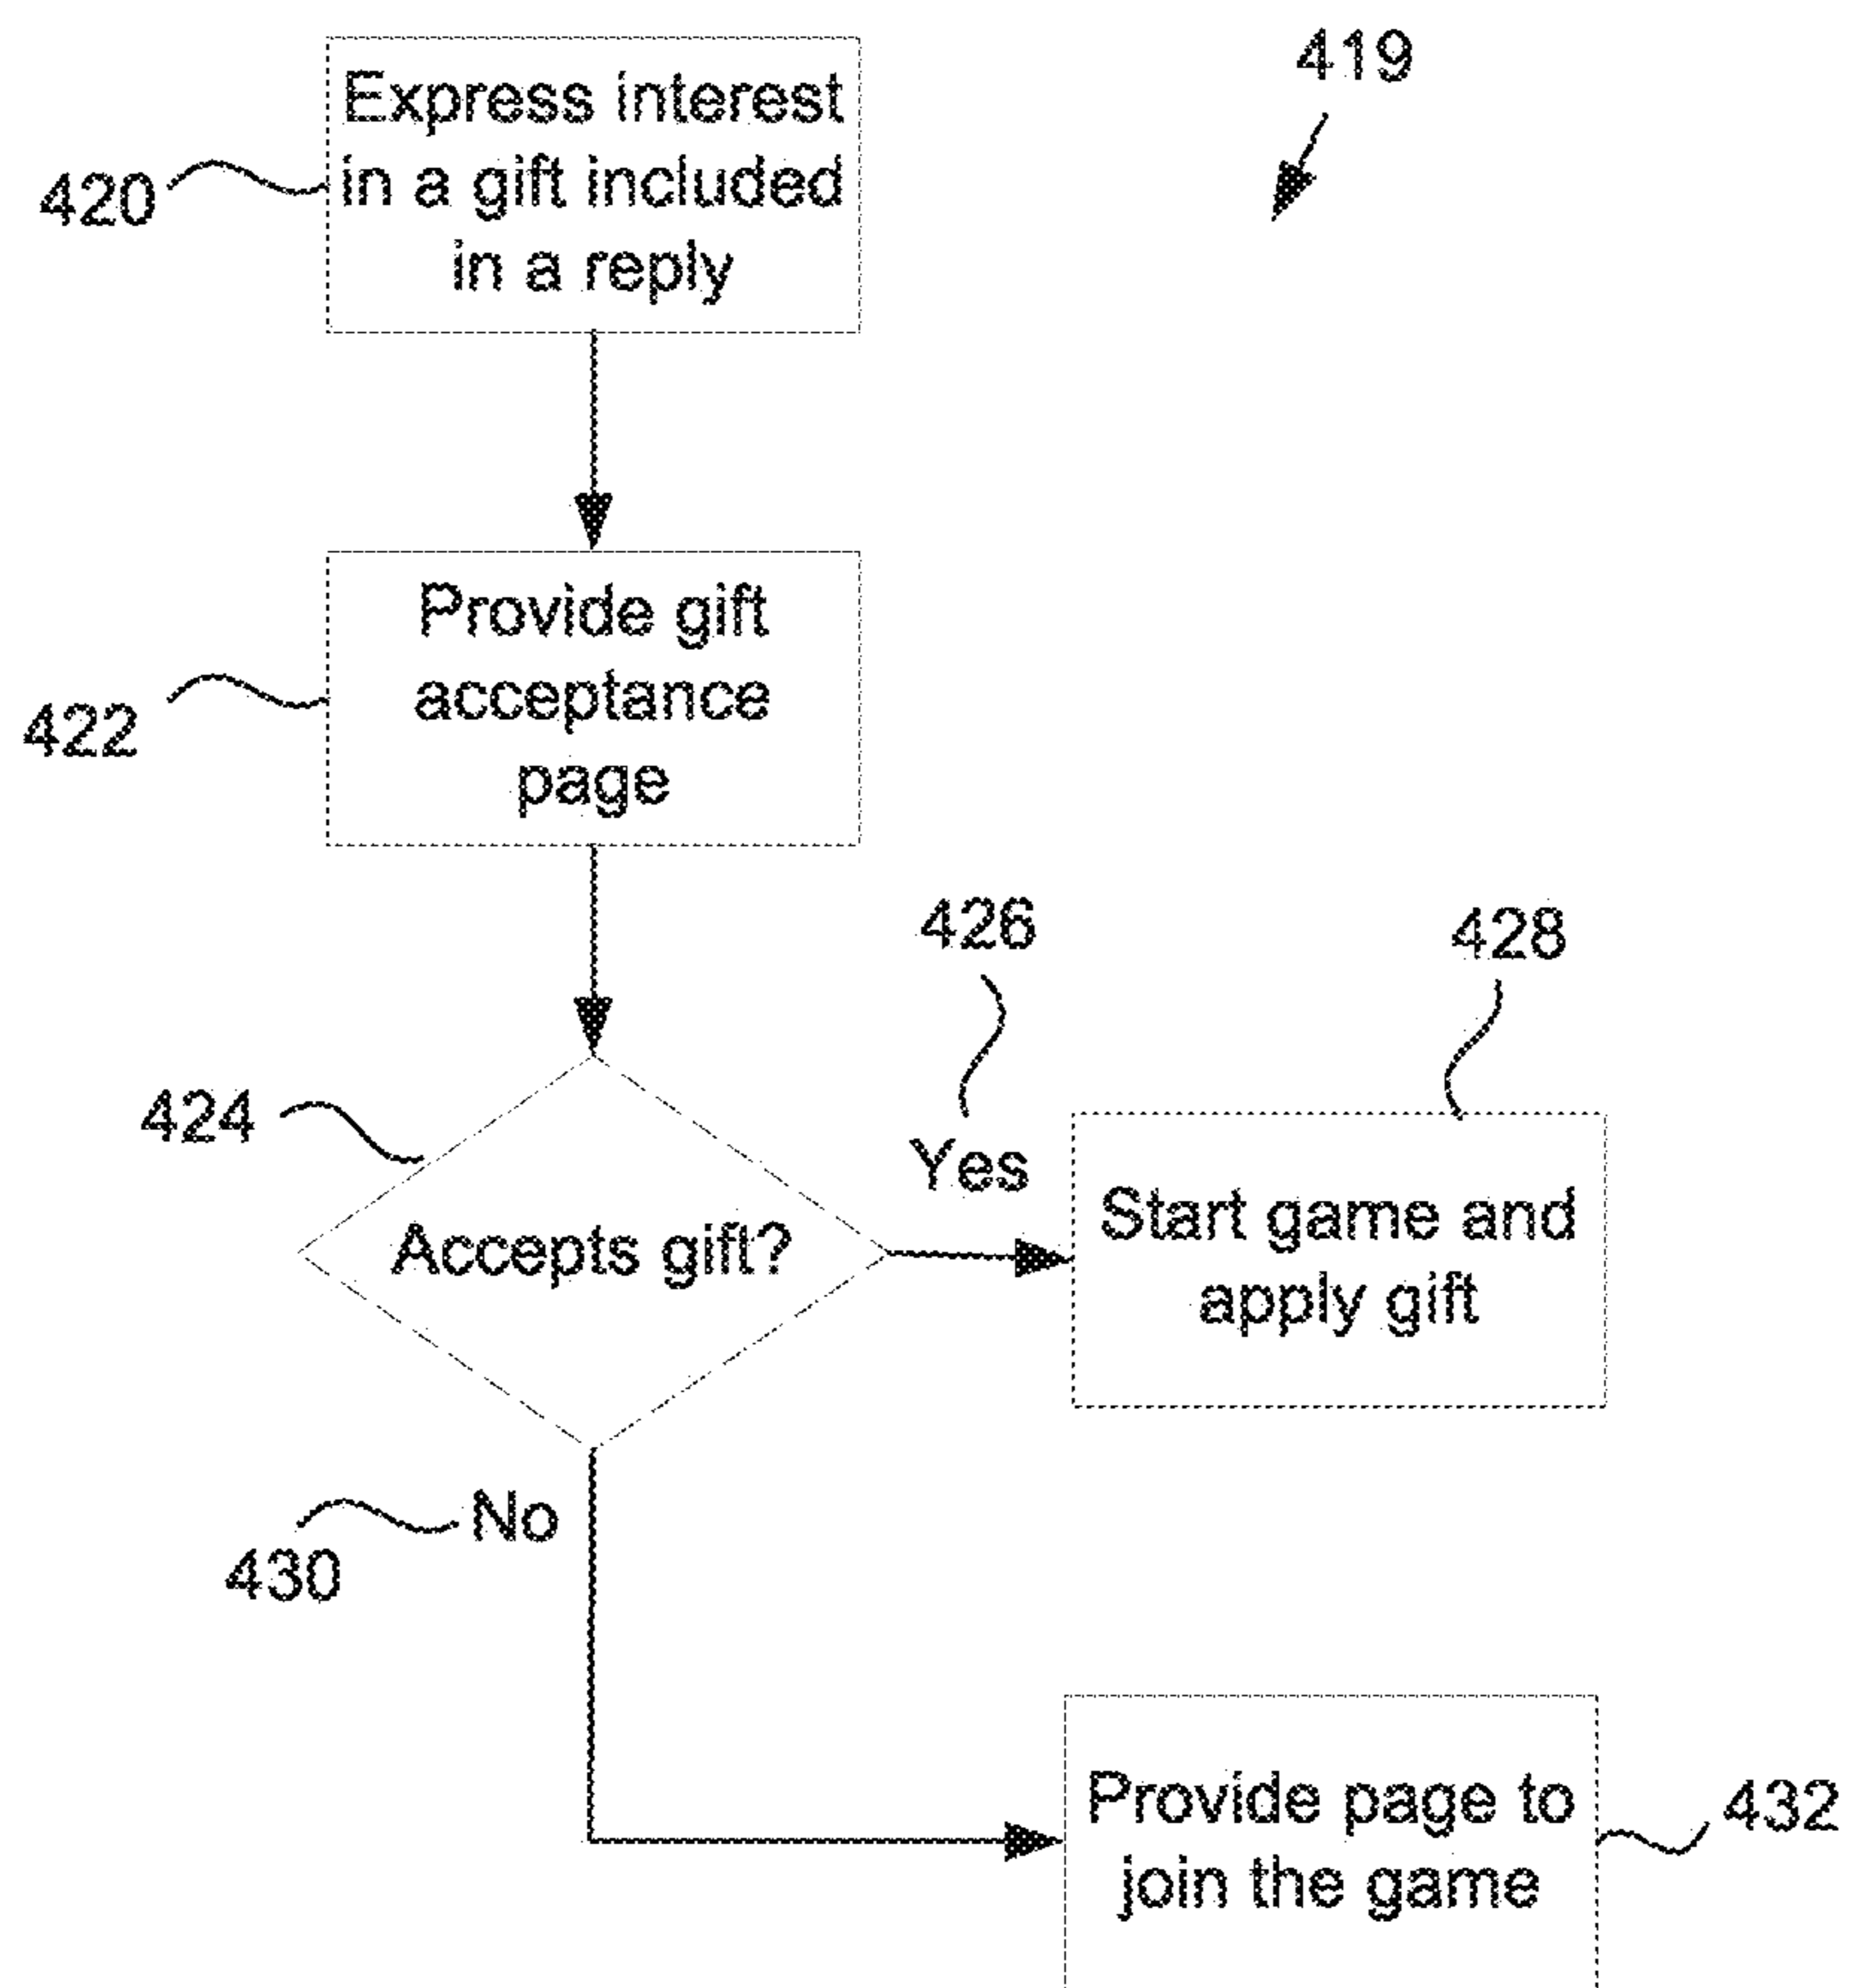 419
Express interest
in a gift included
in a reply
420
Provide gift
acceptance
page
422
426
428
424
Yes
Accepts gift?
Start game and
apply gift
No
430
Provide page to
join the game
432